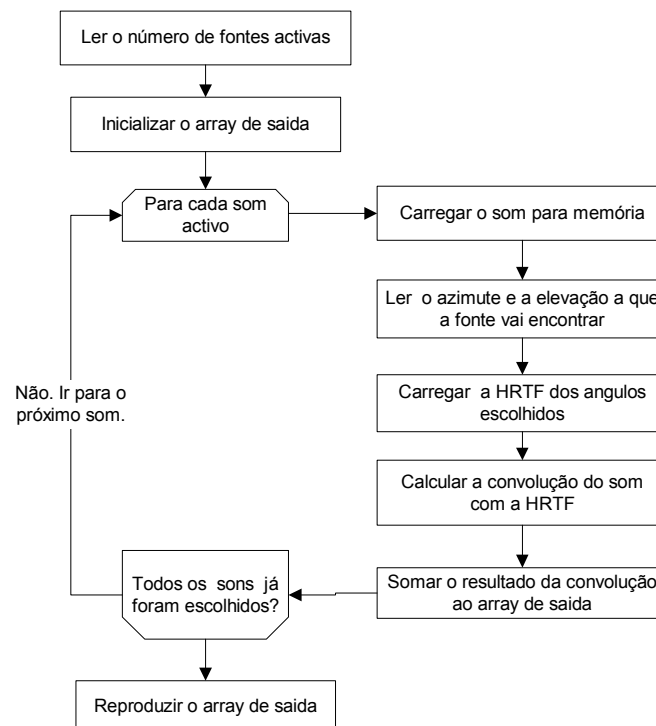 Ler o número de fontes activas
Inicializar o array de saida
Para cada som
activo
Carregar o som para memória
Ler o azimute e a elevação a que
a fonte vai encontrar
Carregar a HRTF dos angulos
escolhidos
Calcular a convolução do som
com a HRTF
Somar o resultado da convolução
ao array de saida
Todos os sons já
foram escolhidos?
Não. Ir para o
próximo som.
Reproduzir o array de saida